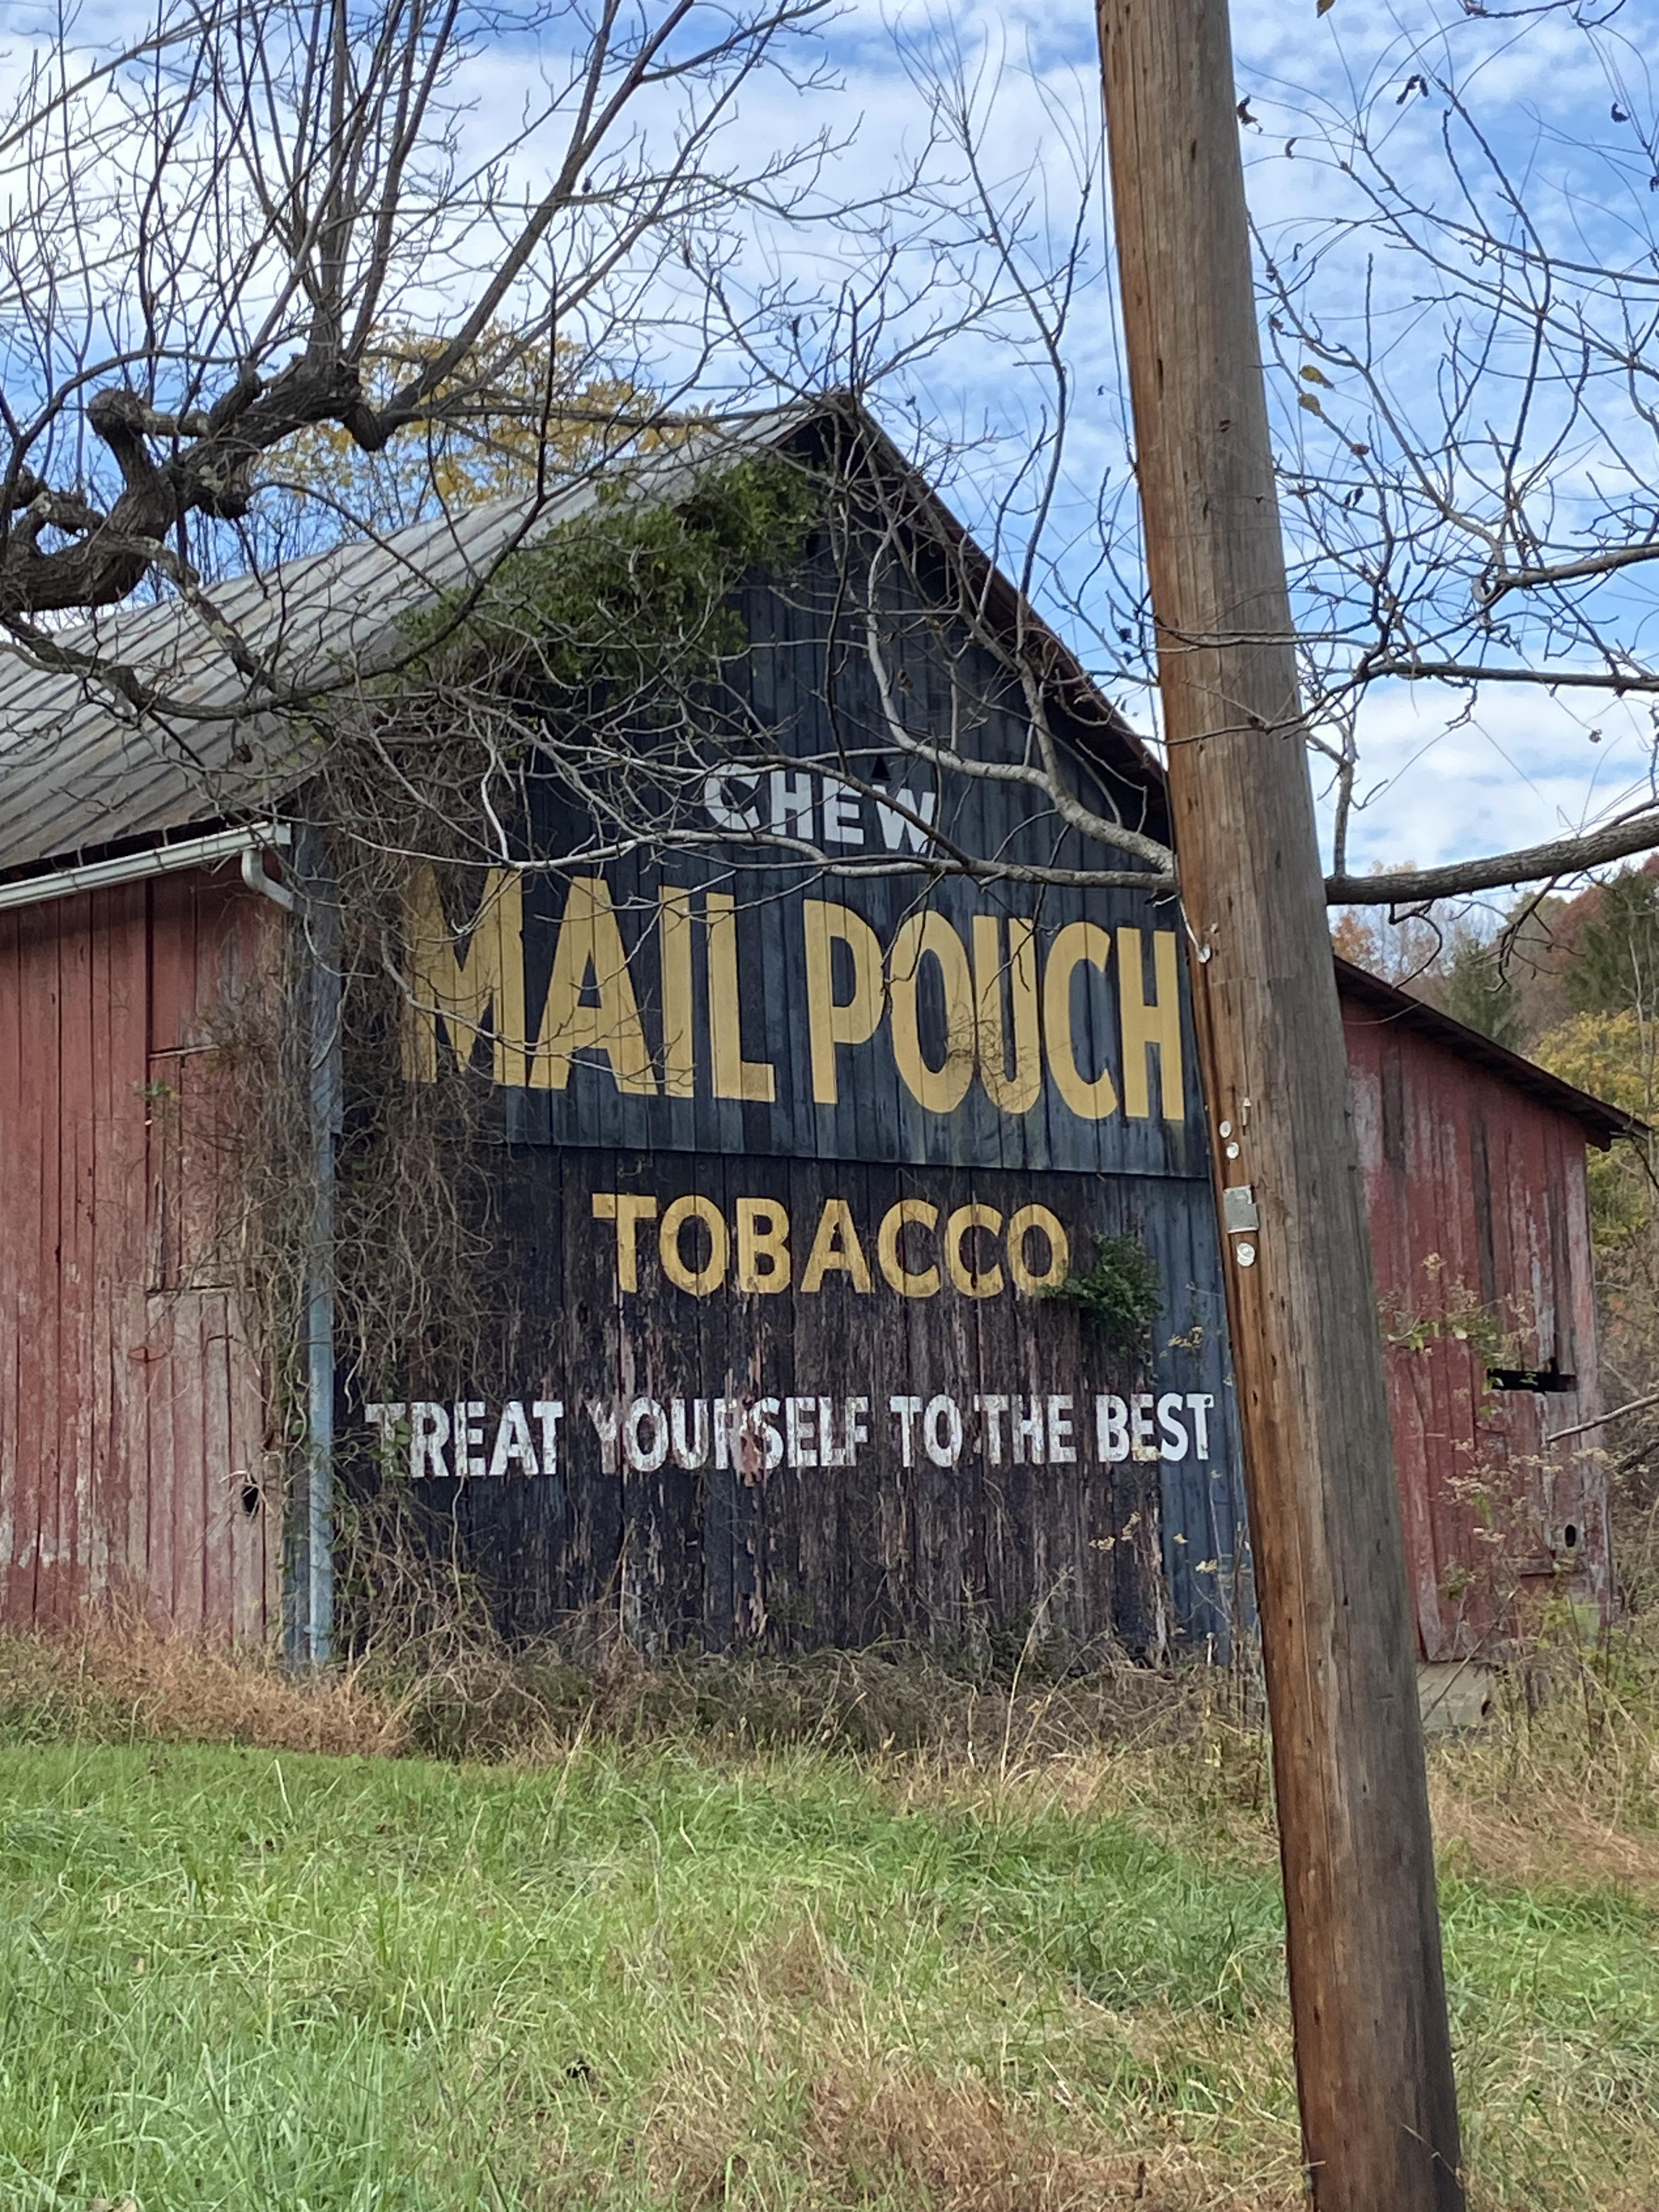 CHEW
MAIL POUCH
TOBACCO
TREAT YOURSELF TO THE BEST